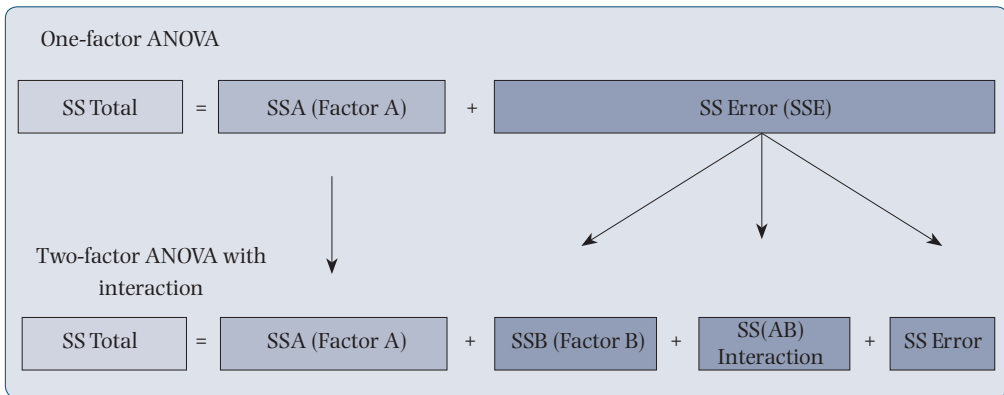 One-factor ANOVA
SS Total = SSA (Factor A) + SS Error (SSE)
Two-factor ANOVA with
interaction
SS Total = SSA (Factor A) + SSB (Factor B) + SS(AB)
Interaction + SS Error